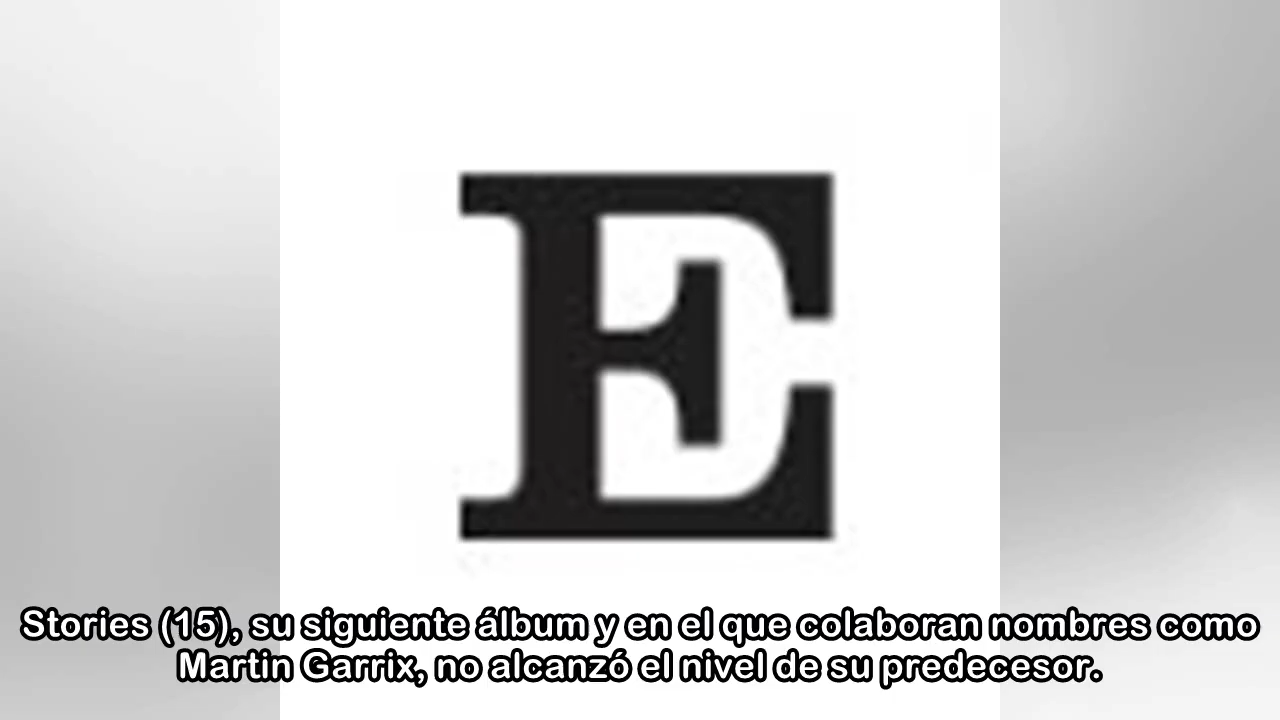 E
Stories (15), su siguiente álbum y en el que colaboran nombres como
Martin Garrix, no alcanzó el nivel de su predecesor.